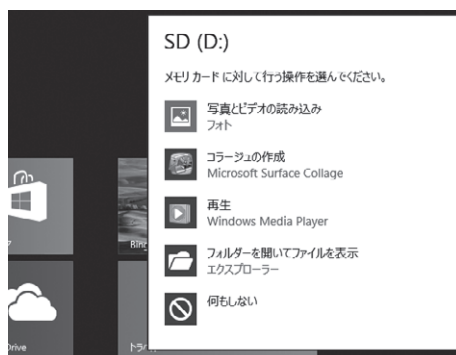 SD (D:)
メモリ カードに対して行う操作を選んでください。
写真とビデオの読み込み
フォト
コラージュの作成
Microsoft Surface Collage
再生
Windows Media Player
フォルダーを開いてファイルを表示
エクスプローラー
何もしない
Bing
Drive